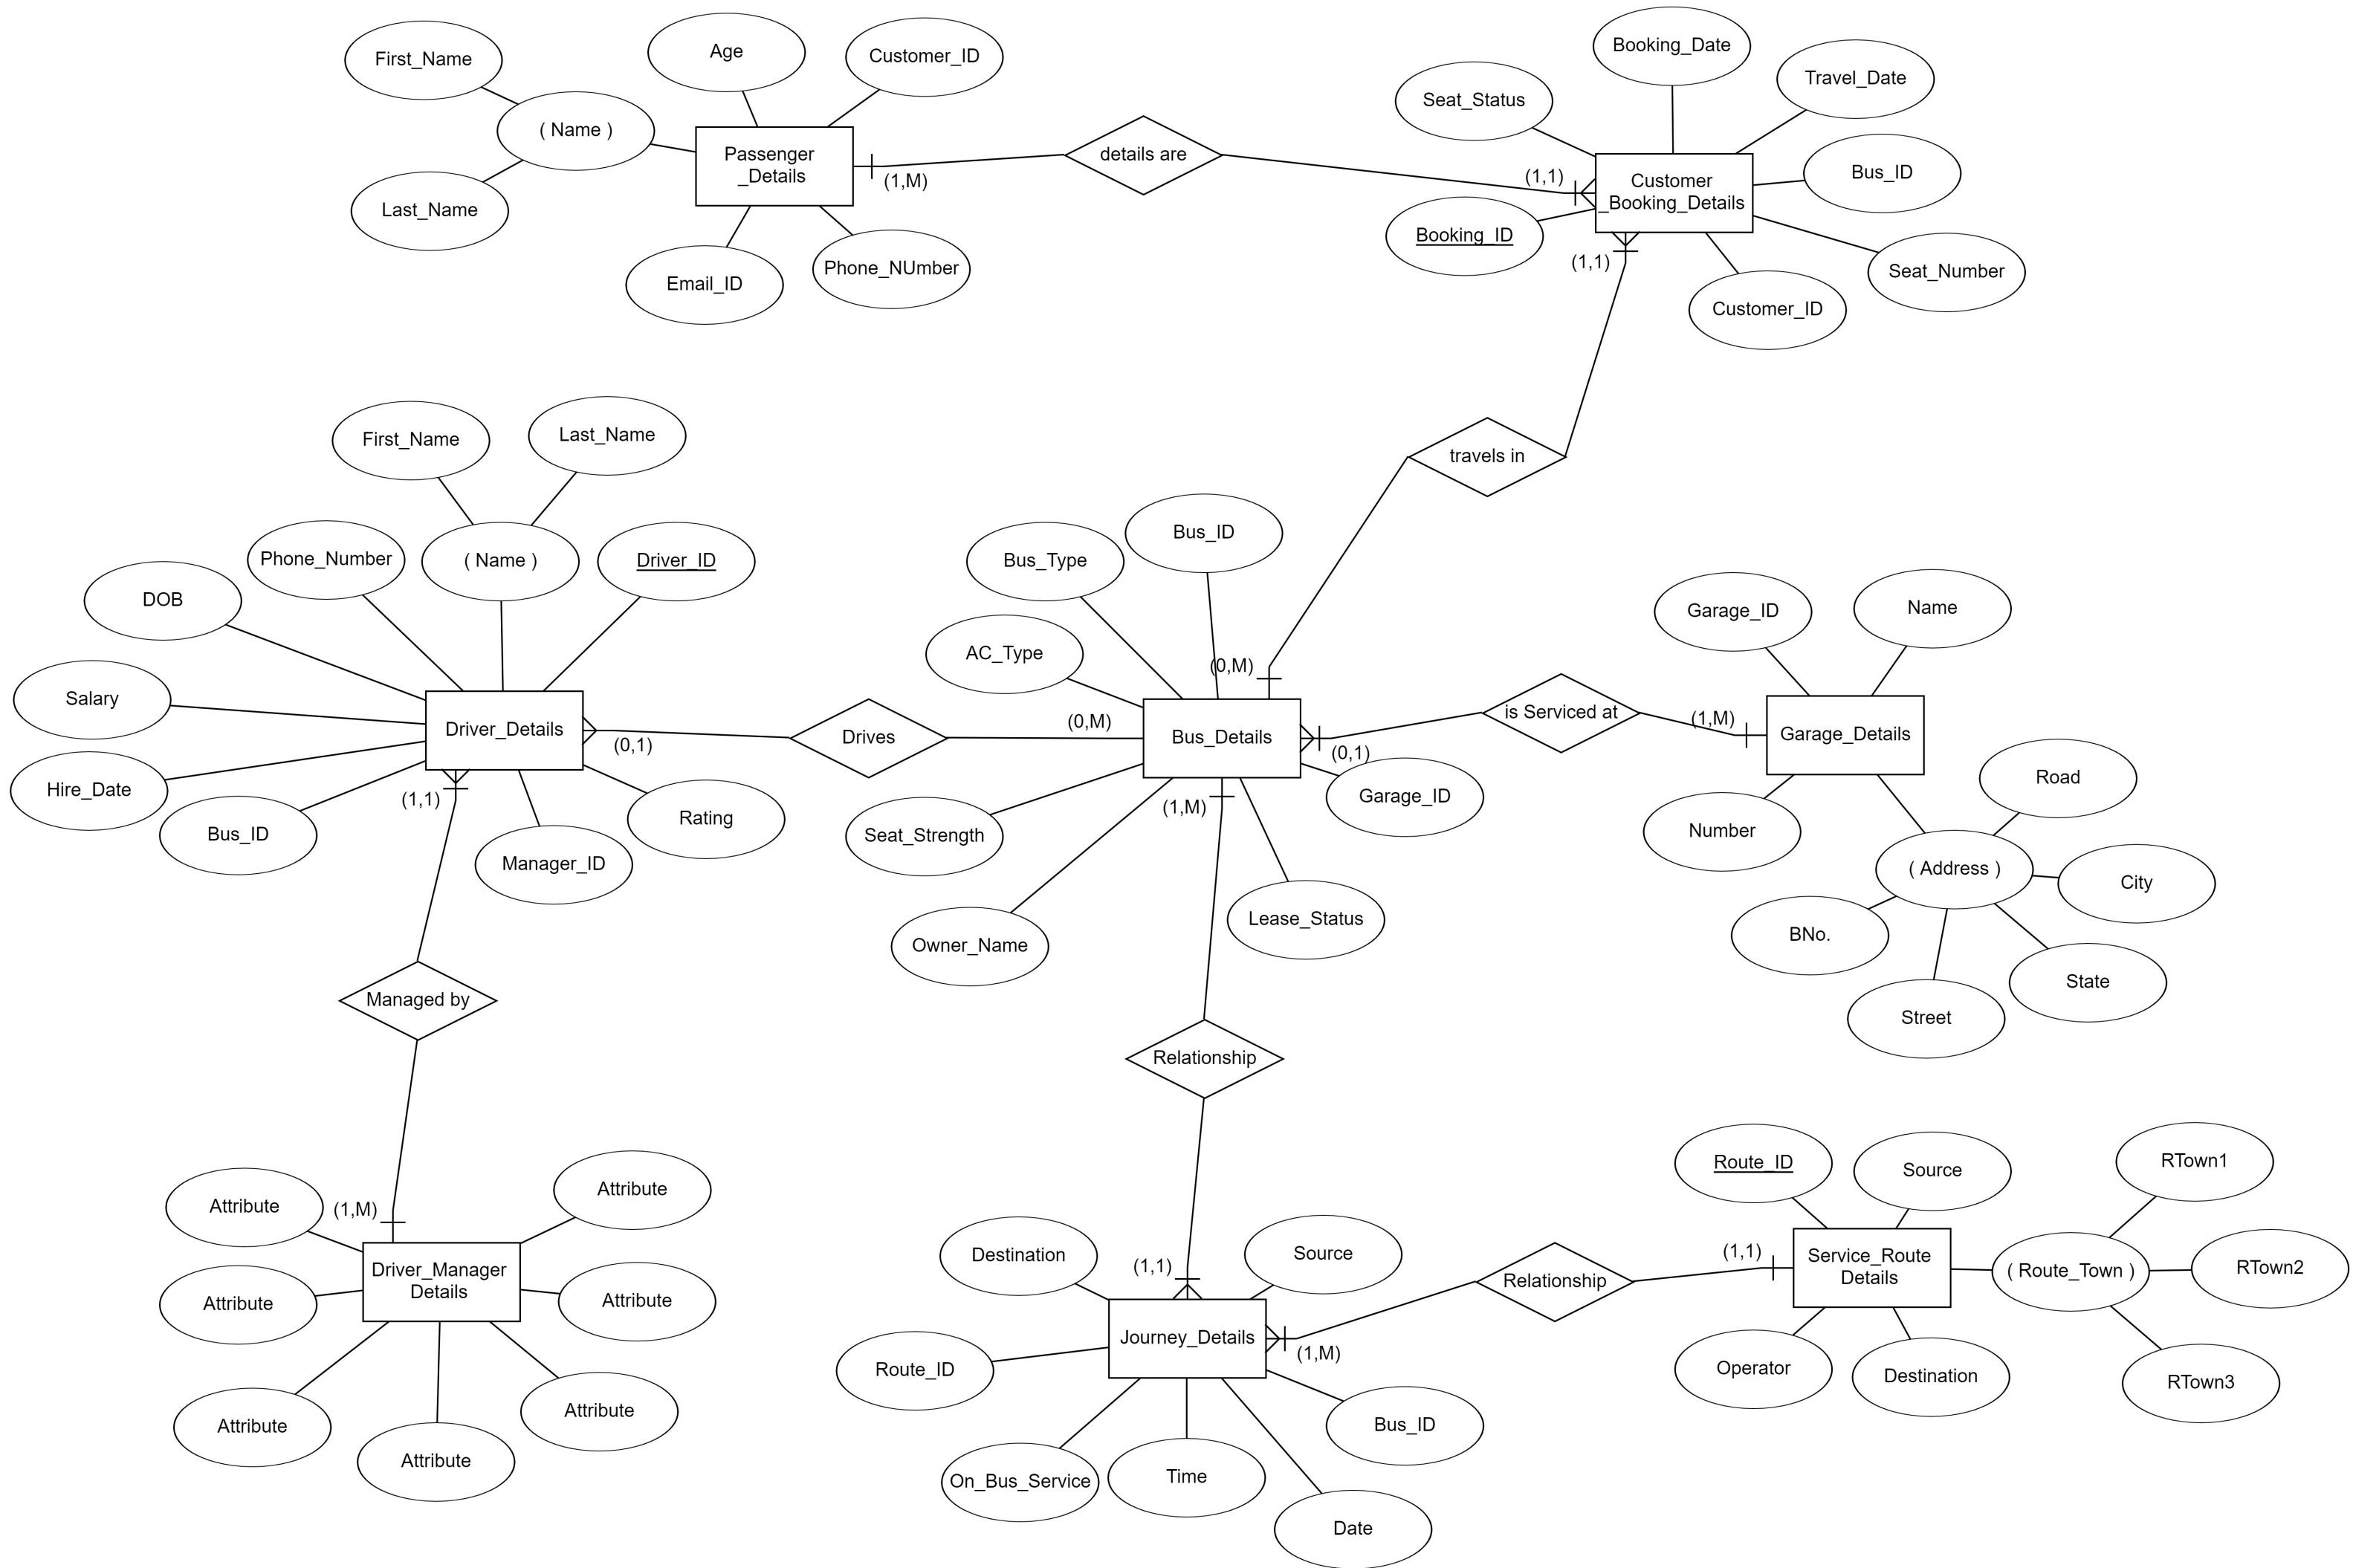 First_Name
Age
Customer_ID
( Name )
Last_Name
Passenger
_Details
Email_ID
Phone_NUmber
(1,M)
details are
(1,1)
Booking_Date
Seat_Status
Travel_Date
Customer
_Booking_Details
Bus_ID
Booking_ID
Seat_Number
Customer_ID
(1,1)
travels in
(0,M)
First_Name
Last_Name
Phone_Number
( Name )
Driver_ID
DOB
Salary
Driver_Details
Hire_Date
Bus_ID
Manager_ID
Rating
(0,1)
(1,1)
Drives
(0,M)
Bus_Type
Bus_ID
AC_Type
Bus_Details
Seat_Strength
Owner_Name
Lease_Status
Garage_ID
(0,1)
(1,M)
is Serviced at
(1,M)
Garage_ID
Name
Garage_Details
Number
Road
( Address )
City
BNo.
State
Street
Managed by
(1,M)
Relationship
(1,1)
Attribute
Attribute
Driver_Manager
Details
Attribute
Attribute
Attribute
Attribute
Attribute
Destination
Source
Journey_Details
Route_ID
On_Bus_Service
Time
Date
Bus_ID
(1,M)
Relationship
(1,1)
Route_ID
Source
Service_Route
Details
Operator
Destination
( Route_Town )
RTown1
RTown2
RTown3